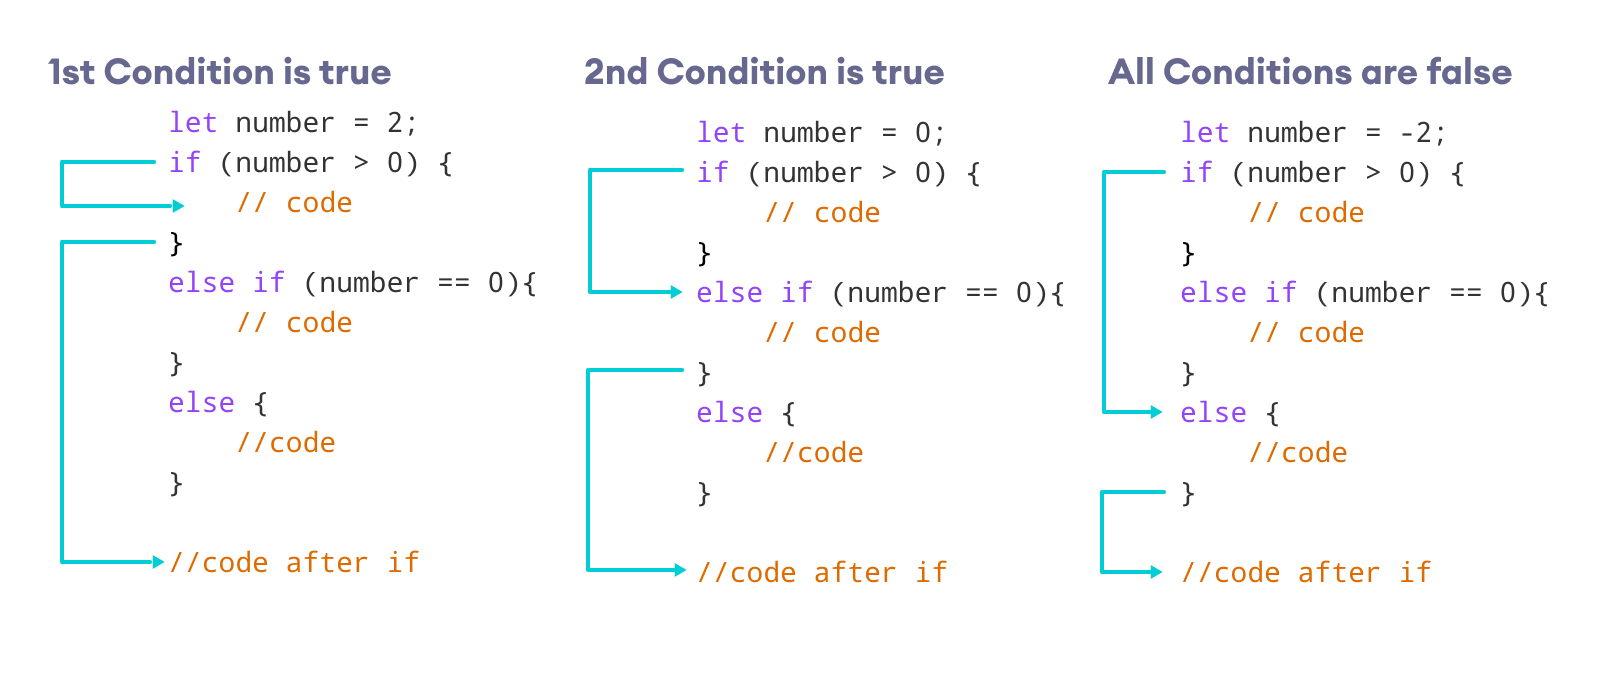 1st Condition is true
let number = 2;
if (number > 0) {
// code
}
else if (number == 0){
// code
}
else {
//code
}
//code after if
2nd Condition is true
let number = 0;
if (number > 0) {
// code
}
else if (number == 0){
// code
}
else {
//code
}
//code after if
All Conditions are false
let number = -2;
if (number > 0) {
// code
}
else if (number == 0){
// code
}
else {
//code
}
//code after if